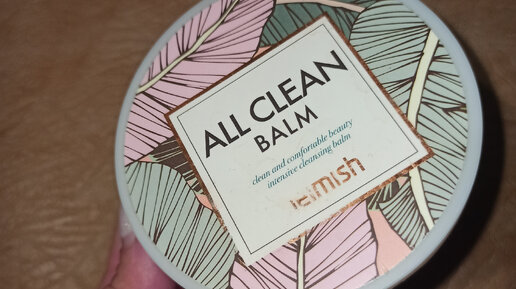 ALL CLEAN
BALM
clean and comfortable beauty
intensive cleansing balm
heimish